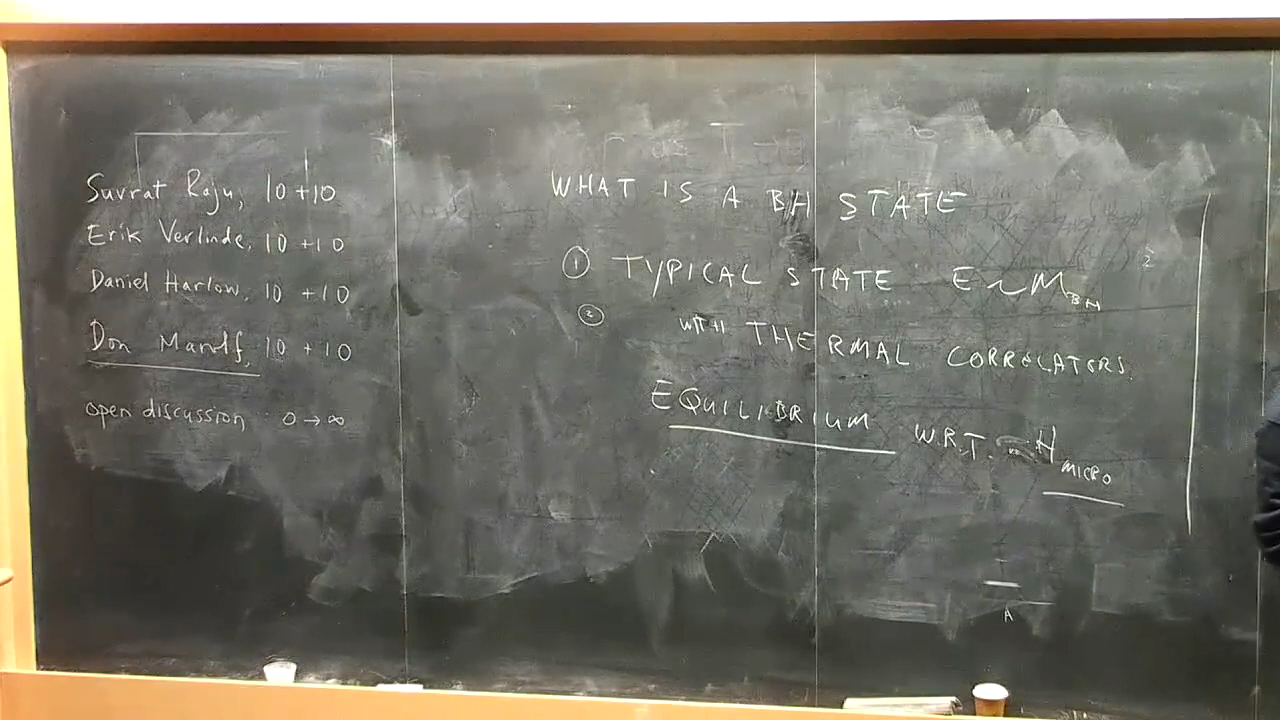 Suvrat Raju, 10 + 10
Erik Verlinde, 10 + 10
Daniel Harlow, 10 + 10
Don Marolf, 10 + 10
open discussion 0 → ∞
WHAT IS A BH STATE
① TYPICAL STATE E ~ M_BH
② WITH THERMAL CORRELATORS.
EQUILIBRIUM W.R.T. H_MICRO
A